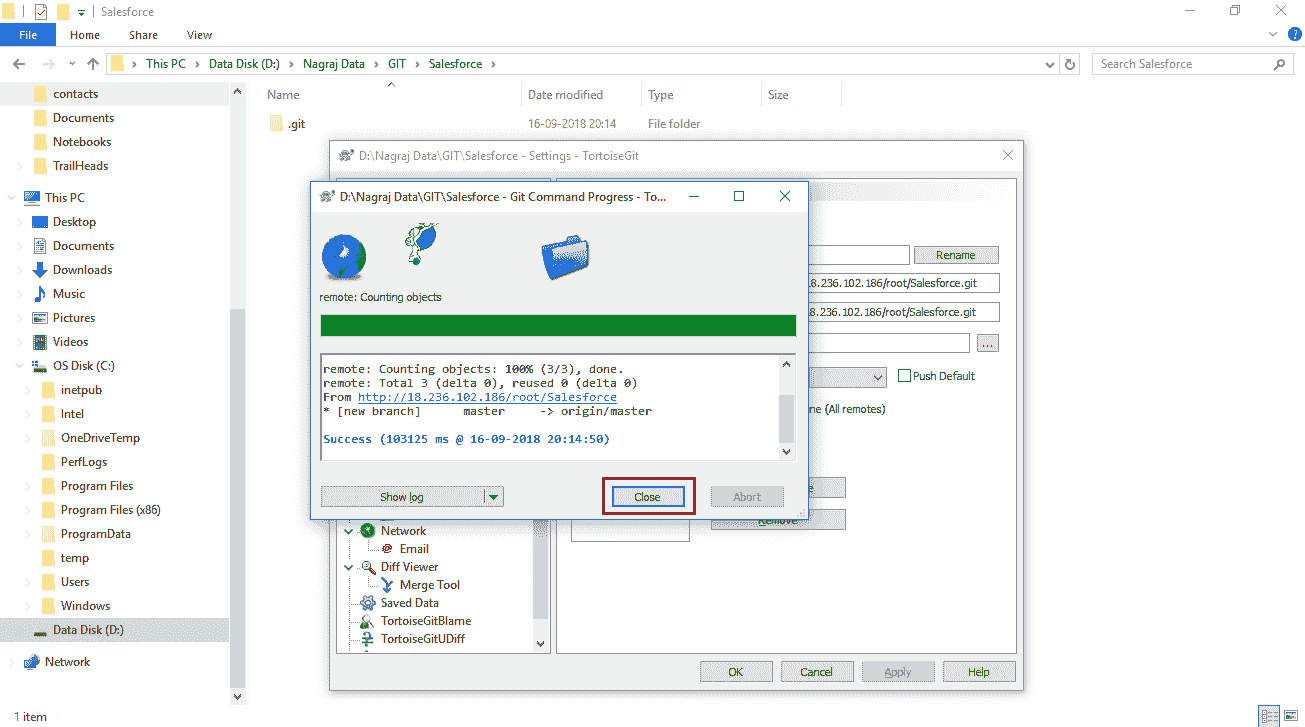 Salesforce
File Home Share View
This PC > Data Disk (D:) > Nagraj Data > GIT > Salesforce >
Search Salesforce
contacts
Documents
Notebooks
TrailHeads
This PC
Desktop
Documents
Downloads
Music
Pictures
Videos
OS Disk (C:)
inetpub
Intel
OneDriveTemp
PerfLogs
Program Files
Program Files (x86)
ProgramData
temp
Users
Windows
Data Disk (D:)
Network
1 item
Name Date modified Type Size
.git 16-09-2018 20:14 File folder
D:\Nagraj Data\GIT\Salesforce - Settings - TortoiseGit
D:\Nagraj Data\GIT\Salesforce - Git Command Progress - To...
remote: Counting objects
remote: Counting objects: 100% (3/3), done.
remote: Total 3 (delta 0), reused 0 (delta 0)
From http://18.236.102.186/root/Salesforce
* [new branch] master -> origin/master
Success (103125 ms @ 16-09-2018 20:14:50)
Show log Close Abort
Rename
8.236.102.186/root/Salesforce.git
8.236.102.186/root/Salesforce.git
...
Push Default
ne (All remotes)
Remove
Network
Email
Diff Viewer
Merge Tool
Saved Data
TortoiseGitBlame
TortoiseGitUDiff
OK Cancel Apply Help